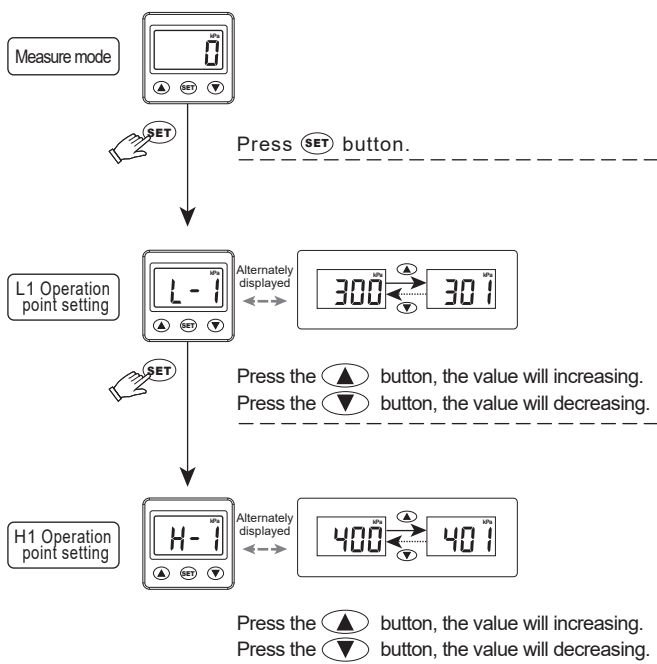 kPa
0
Measure mode
SET
SET
Press SET button.
kPa
L-1
SET
L1 Operation
point setting
Alternately
displayed
kPa
300
kPa
301
SET
Press the ▲ button, the value will increasing.
Press the ▼ button, the value will decreasing.
kPa
H-1
SET
H1 Operation
point setting
Alternately
displayed
kPa
400
kPa
401
Press the ▲ button, the value will increasing.
Press the ▼ button, the value will decreasing.